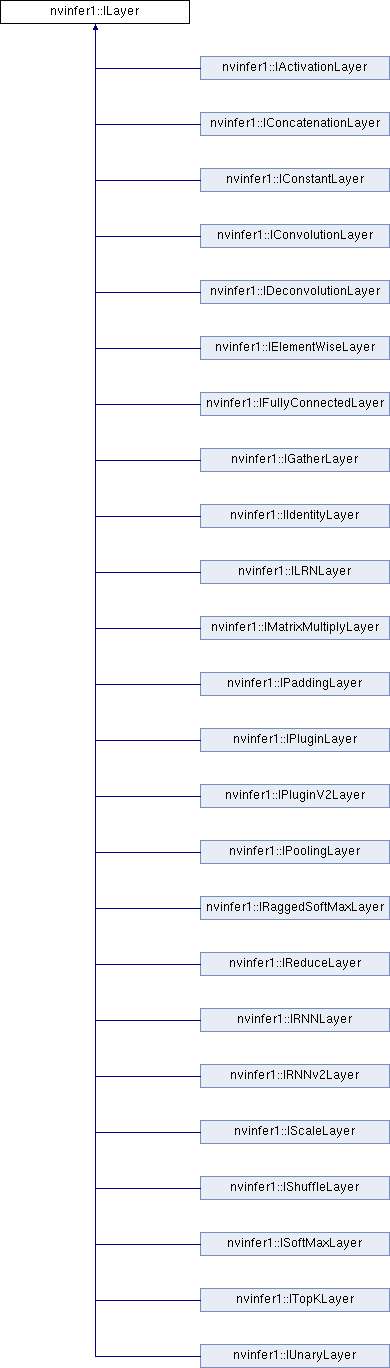 nvinfer1::ILayer
nvinfer1::IActivationLayer
nvinfer1::IConcatenationLayer
nvinfer1::IConstantLayer
nvinfer1::IConvolutionLayer
nvinfer1::IDeconvolutionLayer
nvinfer1::IElementWiseLayer
nvinfer1::IFullyConnectedLayer
nvinfer1::IGatherLayer
nvinfer1::IIdentityLayer
nvinfer1::ILRNLayer
nvinfer1::IMatrixMultiplyLayer
nvinfer1::IPaddingLayer
nvinfer1::IPluginLayer
nvinfer1::IPluginV2Layer
nvinfer1::IPoolingLayer
nvinfer1::IRaggedSoftMaxLayer
nvinfer1::IReduceLayer
nvinfer1::IRNNLayer
nvinfer1::IRNNv2Layer
nvinfer1::IScaleLayer
nvinfer1::IShuffleLayer
nvinfer1::ISoftMaxLayer
nvinfer1::ITopKLayer
nvinfer1::IUnaryLayer